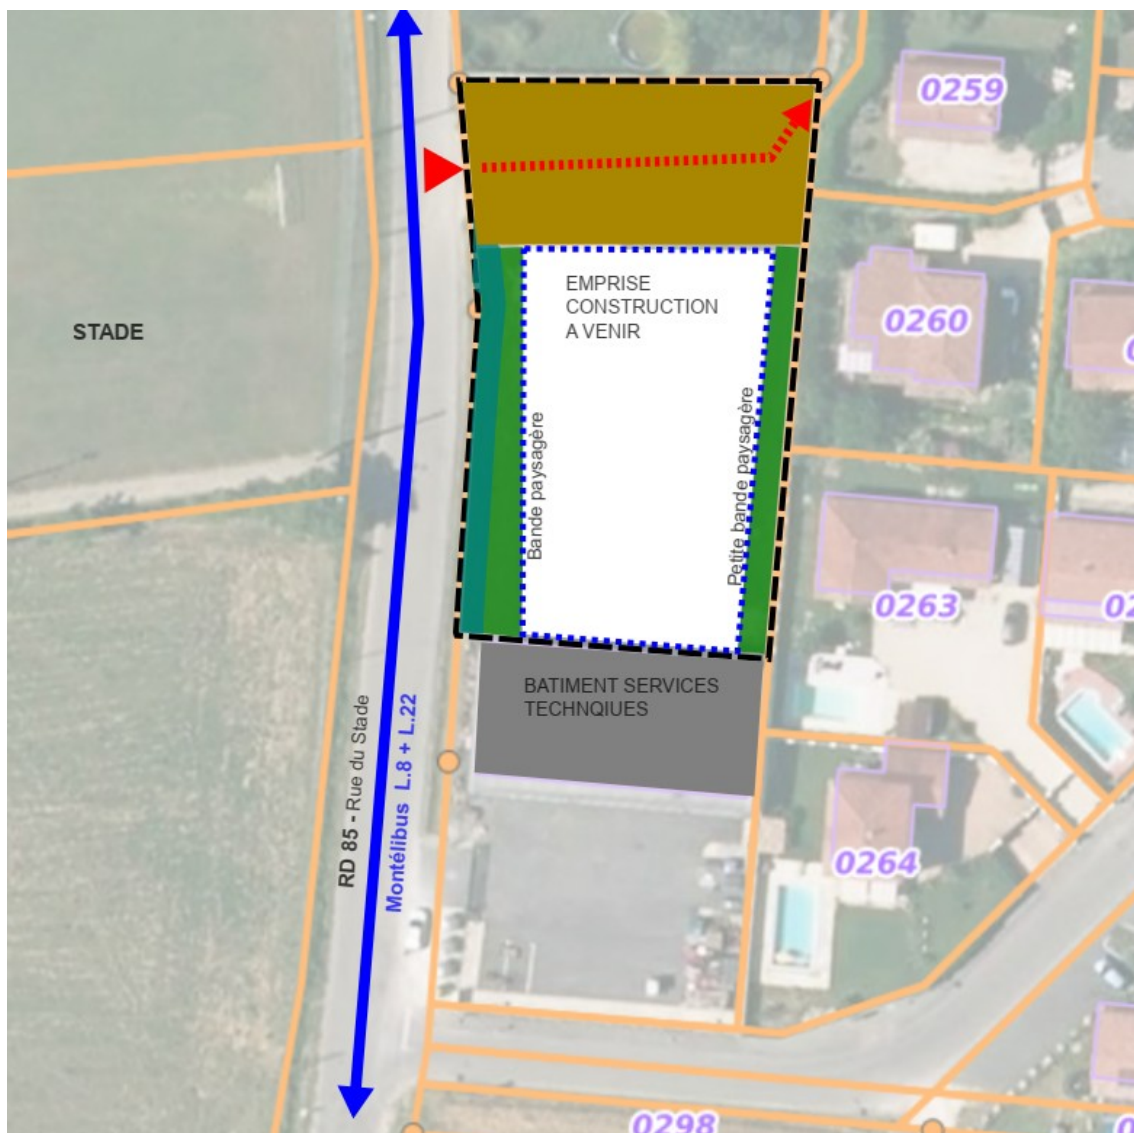 0259
EMPRISE
CONSTRUCTION
A VENIR
0260
STADE
Bande paysagère
Petite bande paysagère
0263
BATIMENT SERVICES
TECHNQIUES
RD 85 - Rue du Stade
Montélibus L.8 + L.22
0264
0298